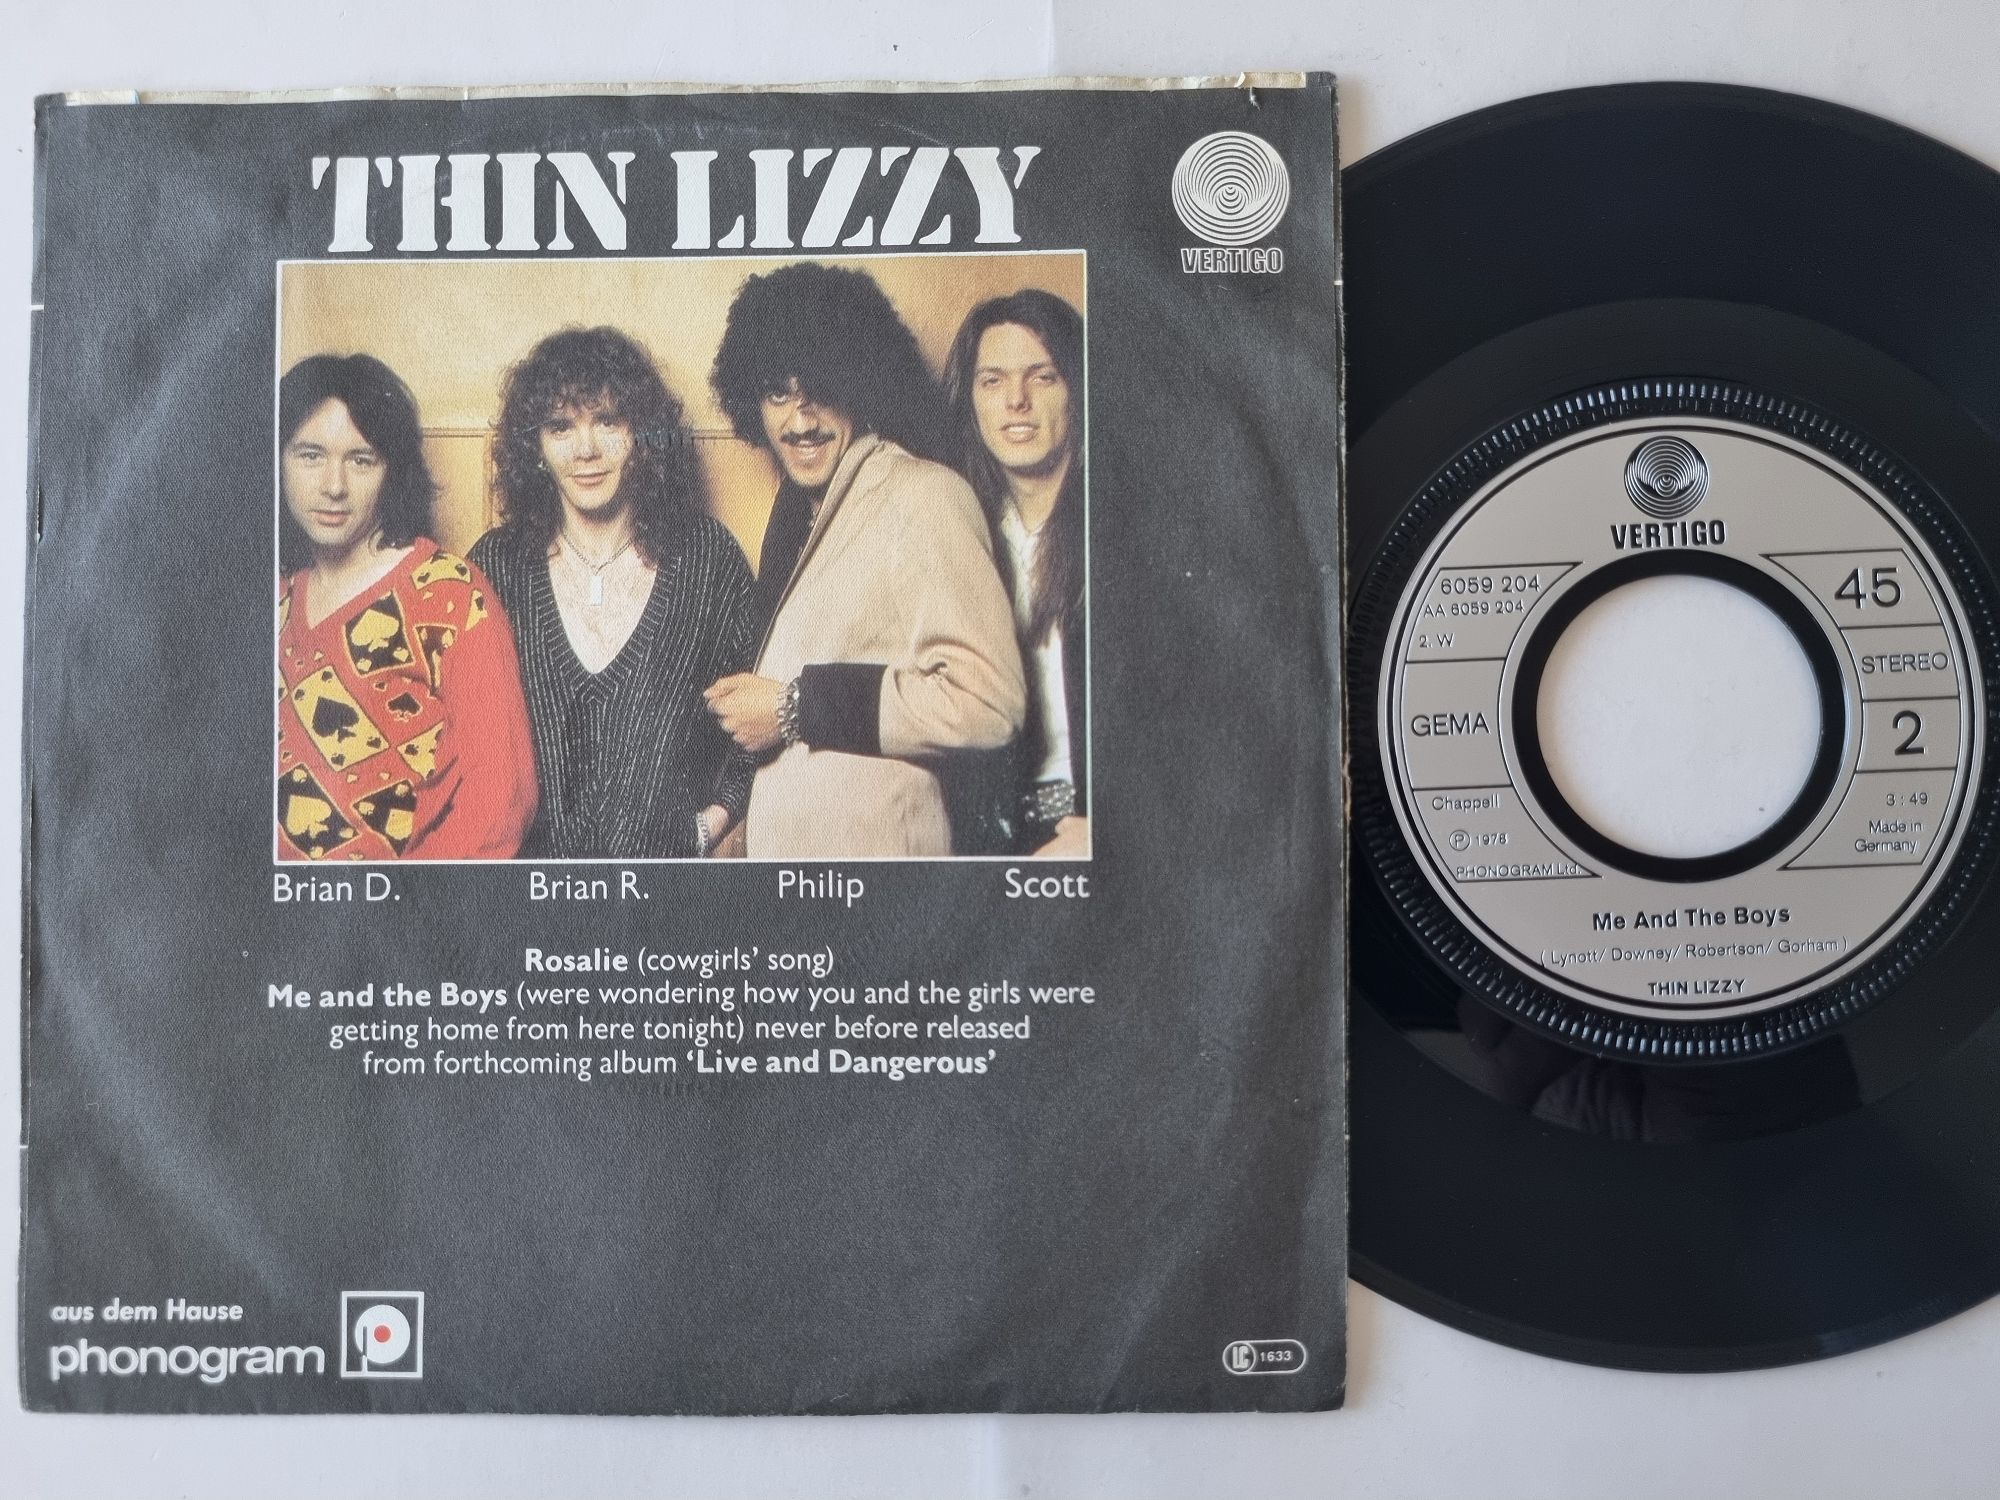 THIN LIZZY
VERTIGO
Brian D. Brian R. Philip Scott
Rosalie (cowgirls' song)
Me and the Boys (were wondering how you and the girls were
getting home from here tonight) never before released
from forthcoming album ‘Live and Dangerous’
aus dem Hause
phonogram
LC 1633
VERTIGO
6059 204
AA 6059 204
2. W
GEMA
Chappell
Ⓟ 1978
PHONOGRAM Ltd.
45
STEREO
2
3:49
Made in
Germany
Me And The Boys
(Lynott/ Downey/ Robertson/ Gorham)
THIN LIZZY